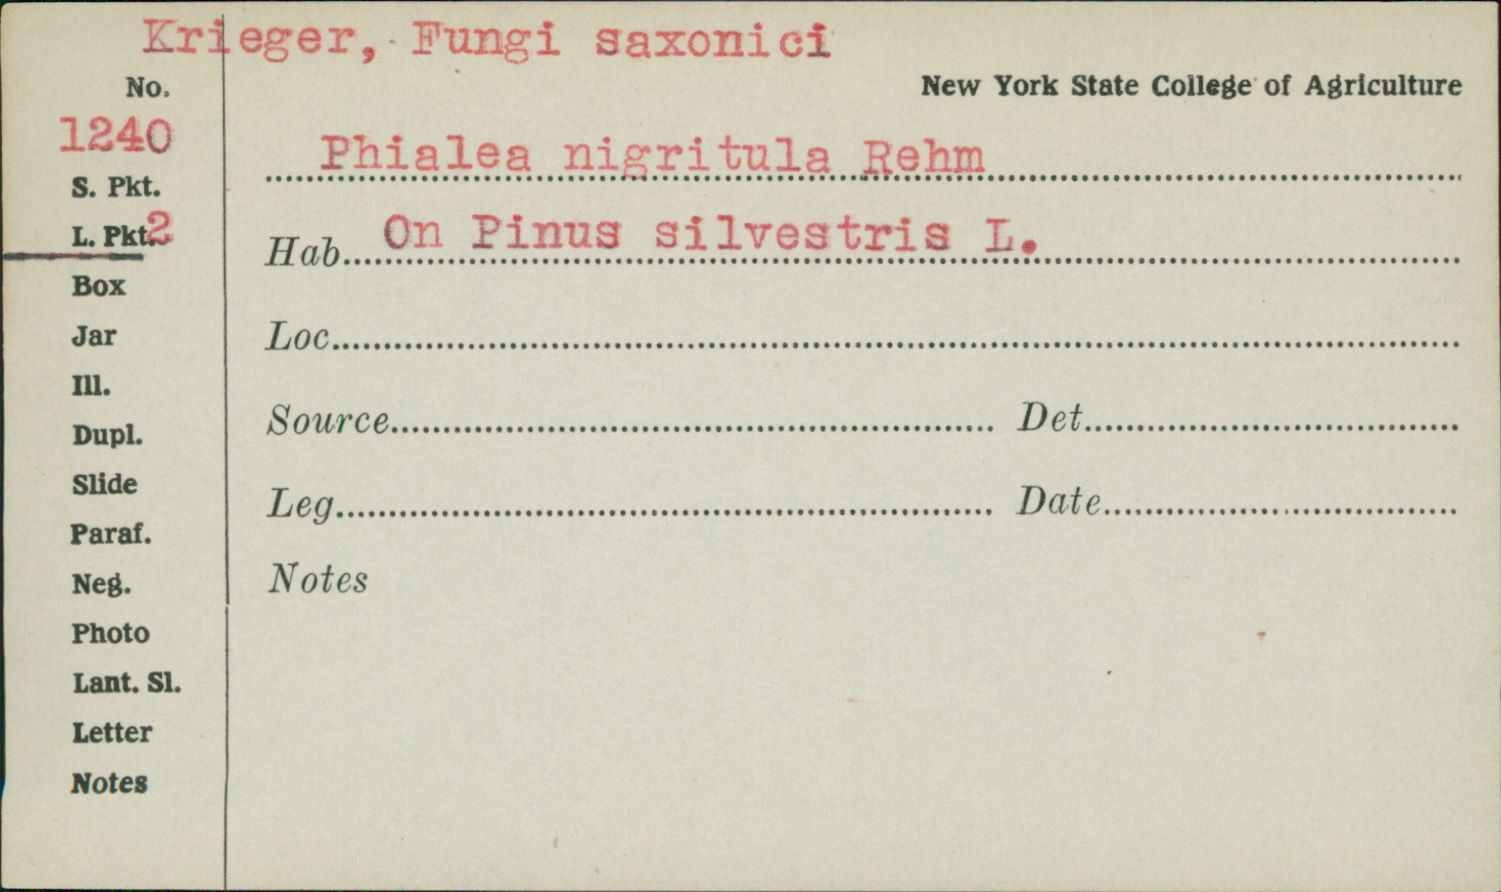 Krieger, Fungi saxonici
No.
New York State College of Agriculture
1240
Phialea nigritula Rehm
S. Pkt.
L. Pkt. 2
Hab. On Pinus silvestris L.
Box
Jar
Loc.
Ill.
Dupl.
Source Det.
Slide
Leg. Date
Paraf.
Neg.
Notes
Photo
Lant. Sl.
Letter
Notes